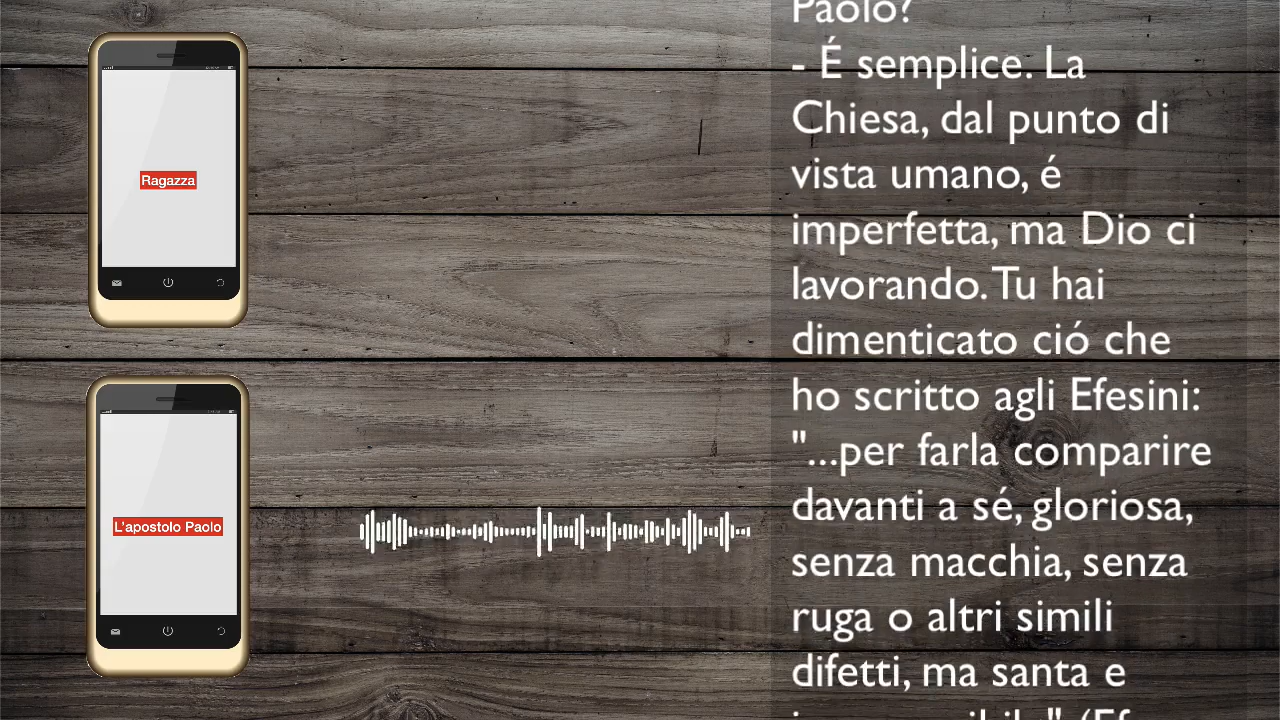 Ragazza
L'apostolo Paolo
Paolo?
- É semplice. La
Chiesa, dal punto di
vista umano, é
imperfetta, ma Dio ci
lavorando. Tu hai
dimenticato ció che
ho scritto agli Efesini:
"...per farla comparire
davanti a sé, gloriosa,
senza macchia, senza
ruga o altri simili
difetti, ma santa e